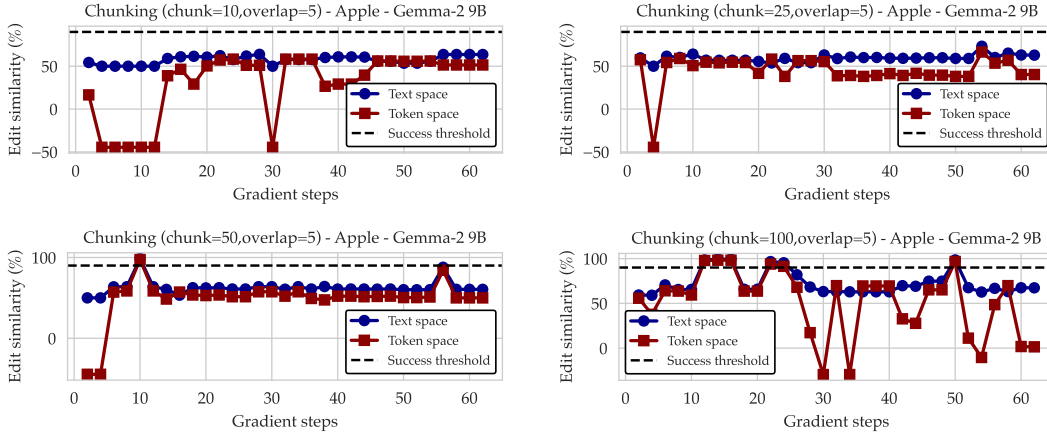 Chunking (chunk=10,overlap=5) - Apple - Gemma-2 9B
Edit similarity (%)
50
0
−50
Text space
Token space
Success threshold
0 10 20 30 40 50 60
Gradient steps
Chunking (chunk=25,overlap=5) - Apple - Gemma-2 9B
Edit similarity (%)
50
0
−50
Text space
Token space
Success threshold
0 10 20 30 40 50 60
Gradient steps
Chunking (chunk=50,overlap=5) - Apple - Gemma-2 9B
Edit similarity (%)
100
0
Text space
Token space
Success threshold
0 10 20 30 40 50 60
Gradient steps
Chunking (chunk=100,overlap=5) - Apple - Gemma-2 9B
Edit similarity (%)
100
50
0
Text space
Token space
Success threshold
0 10 20 30 40 50 60
Gradient steps